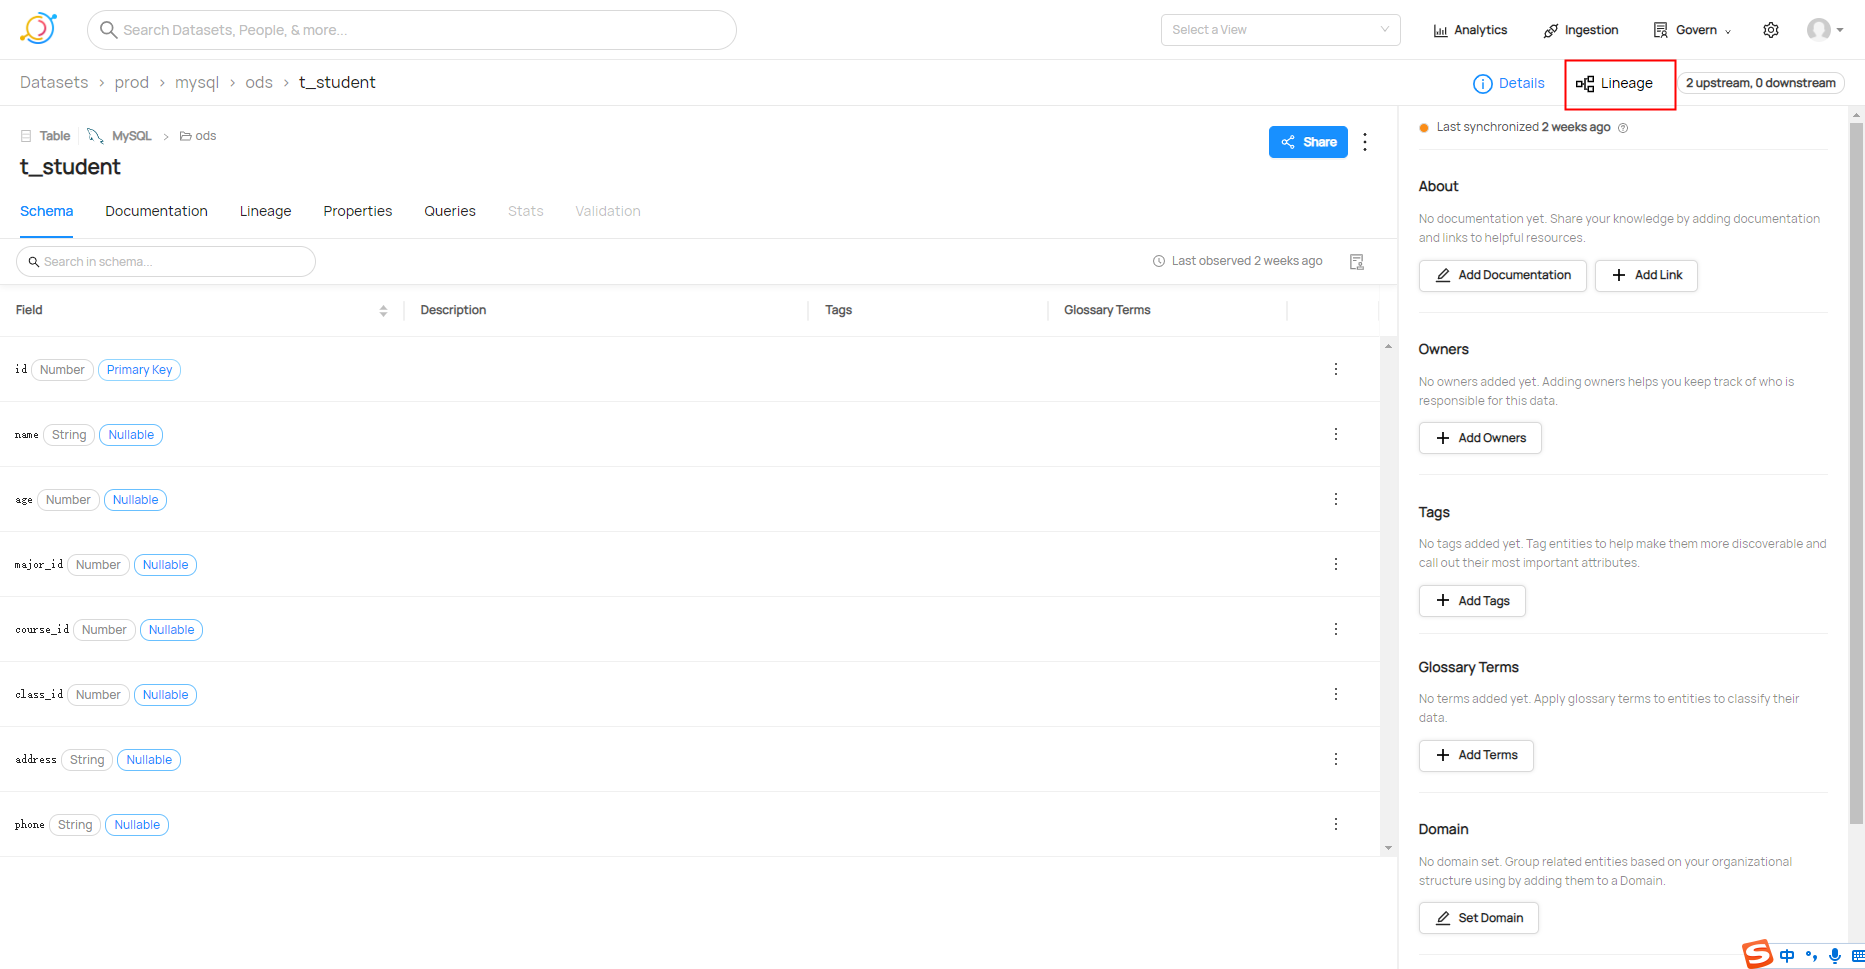 Search Datasets, People, & more...
Select a View
Analytics
Ingestion
Govern
Datasets > prod > mysql > ods > t_student
Details
Lineage
2 upstream, 0 downstream
Table
MySQL > ods
t_student
Share
Schema Documentation Lineage Properties Queries Stats Validation
Search in schema...
Last observed 2 weeks ago
Field Description Tags Glossary Terms
id Number Primary Key
name String Nullable
age Number Nullable
major_id Number Nullable
course_id Number Nullable
class_id Number Nullable
address String Nullable
phone String Nullable
Last synchronized 2 weeks ago
About
No documentation yet. Share your knowledge by adding documentation
and links to helpful resources.
Add Documentation
Add Link
Owners
No owners added yet. Adding owners helps you keep track of who is
responsible for this data.
Add Owners
Tags
No tags added yet. Tag entities to help make them more discoverable and
call out their most important attributes.
Add Tags
Glossary Terms
No terms added yet. Apply glossary terms to entities to classify their
data.
Add Terms
Domain
No domain set. Group related entities based on your organizational
structure using by adding them to a Domain.
Set Domain
S 中